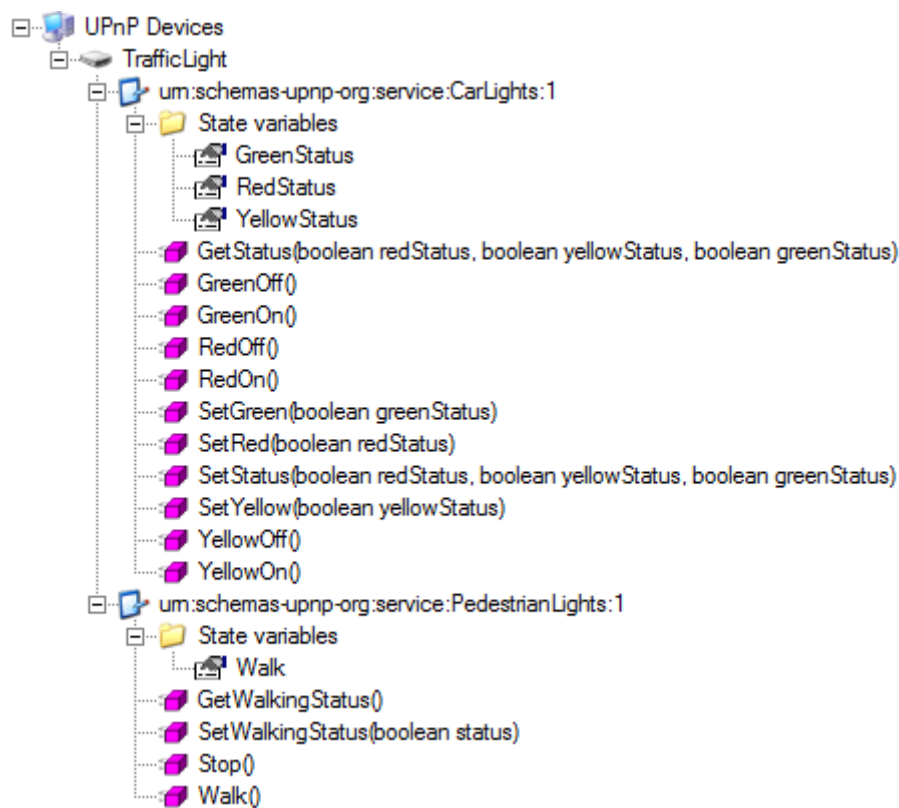 UPnP Devices
TrafficLight
urn:schemas-upnp-org:service:CarLights:1
State variables
GreenStatus
RedStatus
YellowStatus
GetStatus(boolean redStatus, boolean yellowStatus, boolean greenStatus)
GreenOff()
GreenOn()
RedOff()
RedOn()
SetGreen(boolean greenStatus)
SetRed(boolean redStatus)
SetStatus(boolean redStatus, boolean yellowStatus, boolean greenStatus)
SetYellow(boolean yellowStatus)
YellowOff()
YellowOn()
urn:schemas-upnp-org:service:PedestrianLights:1
State variables
Walk
GetWalkingStatus()
SetWalkingStatus(boolean status)
Stop()
Walk()